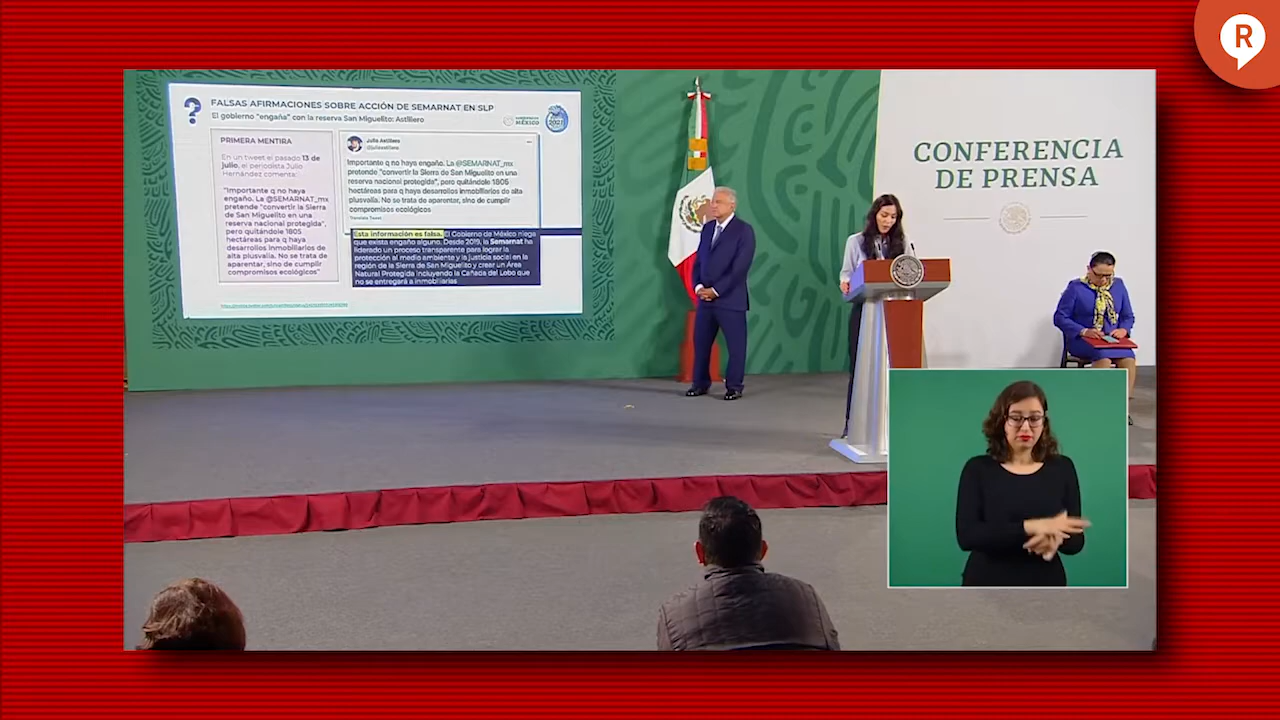 R
FALSAS AFIRMACIONES SOBRE ACCIÓN DE SEMARNAT EN SLP
El gobierno "engaña" con la reserva San Miguelito: Astillero
GOBIERNO DE
MÉXICO
2021
PRIMERA MENTIRA
En un tweet el pasado 13 de
julio, el periodista Julio
Hernández comenta:
"Importante q no haya
engaño. La @SEMARNAT_mx
pretende "convertir la Sierra
de San Miguelito en una
reserva nacional protegida",
pero quitándole 1805
hectáreas para q haya
desarrollos inmobiliarios de
alta plusvalía. No se trata de
aparentar, sino de cumplir
compromisos ecológicos"
Julio Astillero
@julioastillero
Importante q no haya engaño. La @SEMARNAT_mx
pretende "convertir la Sierra de San Miguelito en una
reserva nacional protegida", pero quitándole 1805
hectáreas para q haya desarrollos inmobiliarios de alta
plusvalía. No se trata de aparentar, sino de cumplir
compromisos ecológicos
Translate Tweet
Esta información es falsa. El Gobierno de México niega
que exista engaño alguno. Desde 2019, la Semarnat ha
liderado un proceso transparente para lograr la
protección al medio ambiente y la justicia social en la
región de la Sierra de San Miguelito y crear un Área
Natural Protegida incluyendo la Cañada del Lobo que
no se entregará a inmobiliarias
CONFERENCIA
DE PRENSA